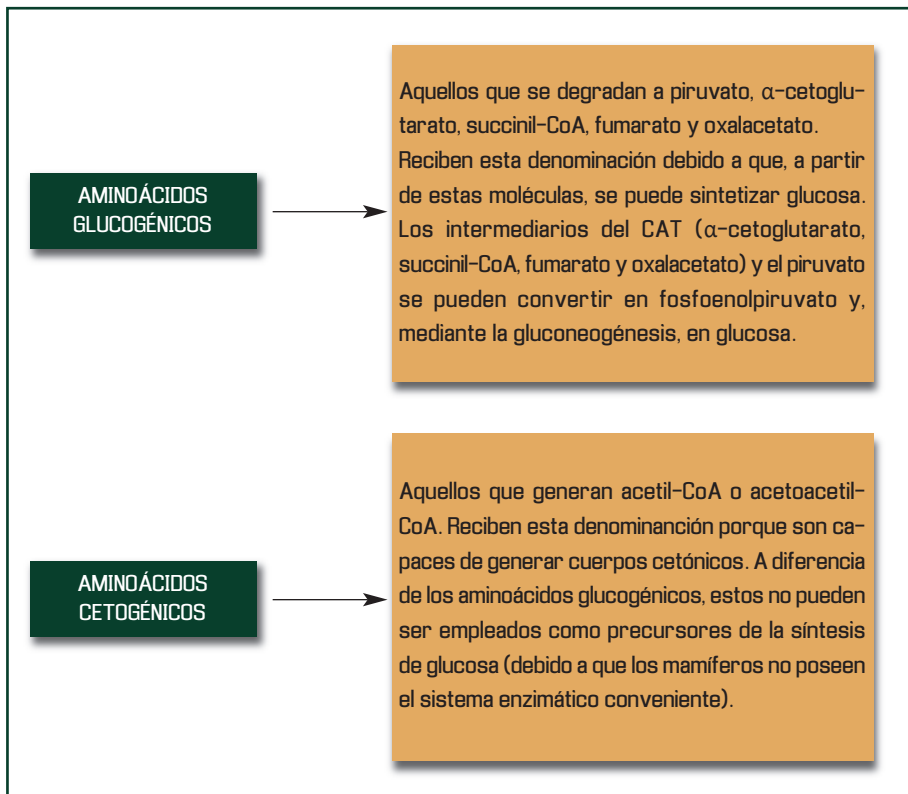 AMINOÁCIDOS
GLUCOGÉNICOS
Aquellos que se degradan a piruvato, α-cetoglu-
tarato, succinil-CoA, fumarato y oxalacetato.
Reciben esta denominación debido a que, a partir
de estas moléculas, se puede sintetizar glucosa.
Los intermediarios del CAT (α-cetoglutarato,
succinil-CoA, fumarato y oxalacetato) y el piruvato
se pueden convertir en fosfoenolpiruvato y,
mediante la gluconeogénesis, en glucosa.
AMINOÁCIDOS
CETOGÉNICOS
Aquellos que generan acetil-CoA o acetoacetil-
CoA. Reciben esta denominanción porque son ca-
paces de generar cuerpos cetónicos. A diferencia
de los aminoácidos glucogénicos, estos no pueden
ser empleados como precursores de la síntesis
de glucosa (debido a que los mamíferos no poseen
el sistema enzimático conveniente).